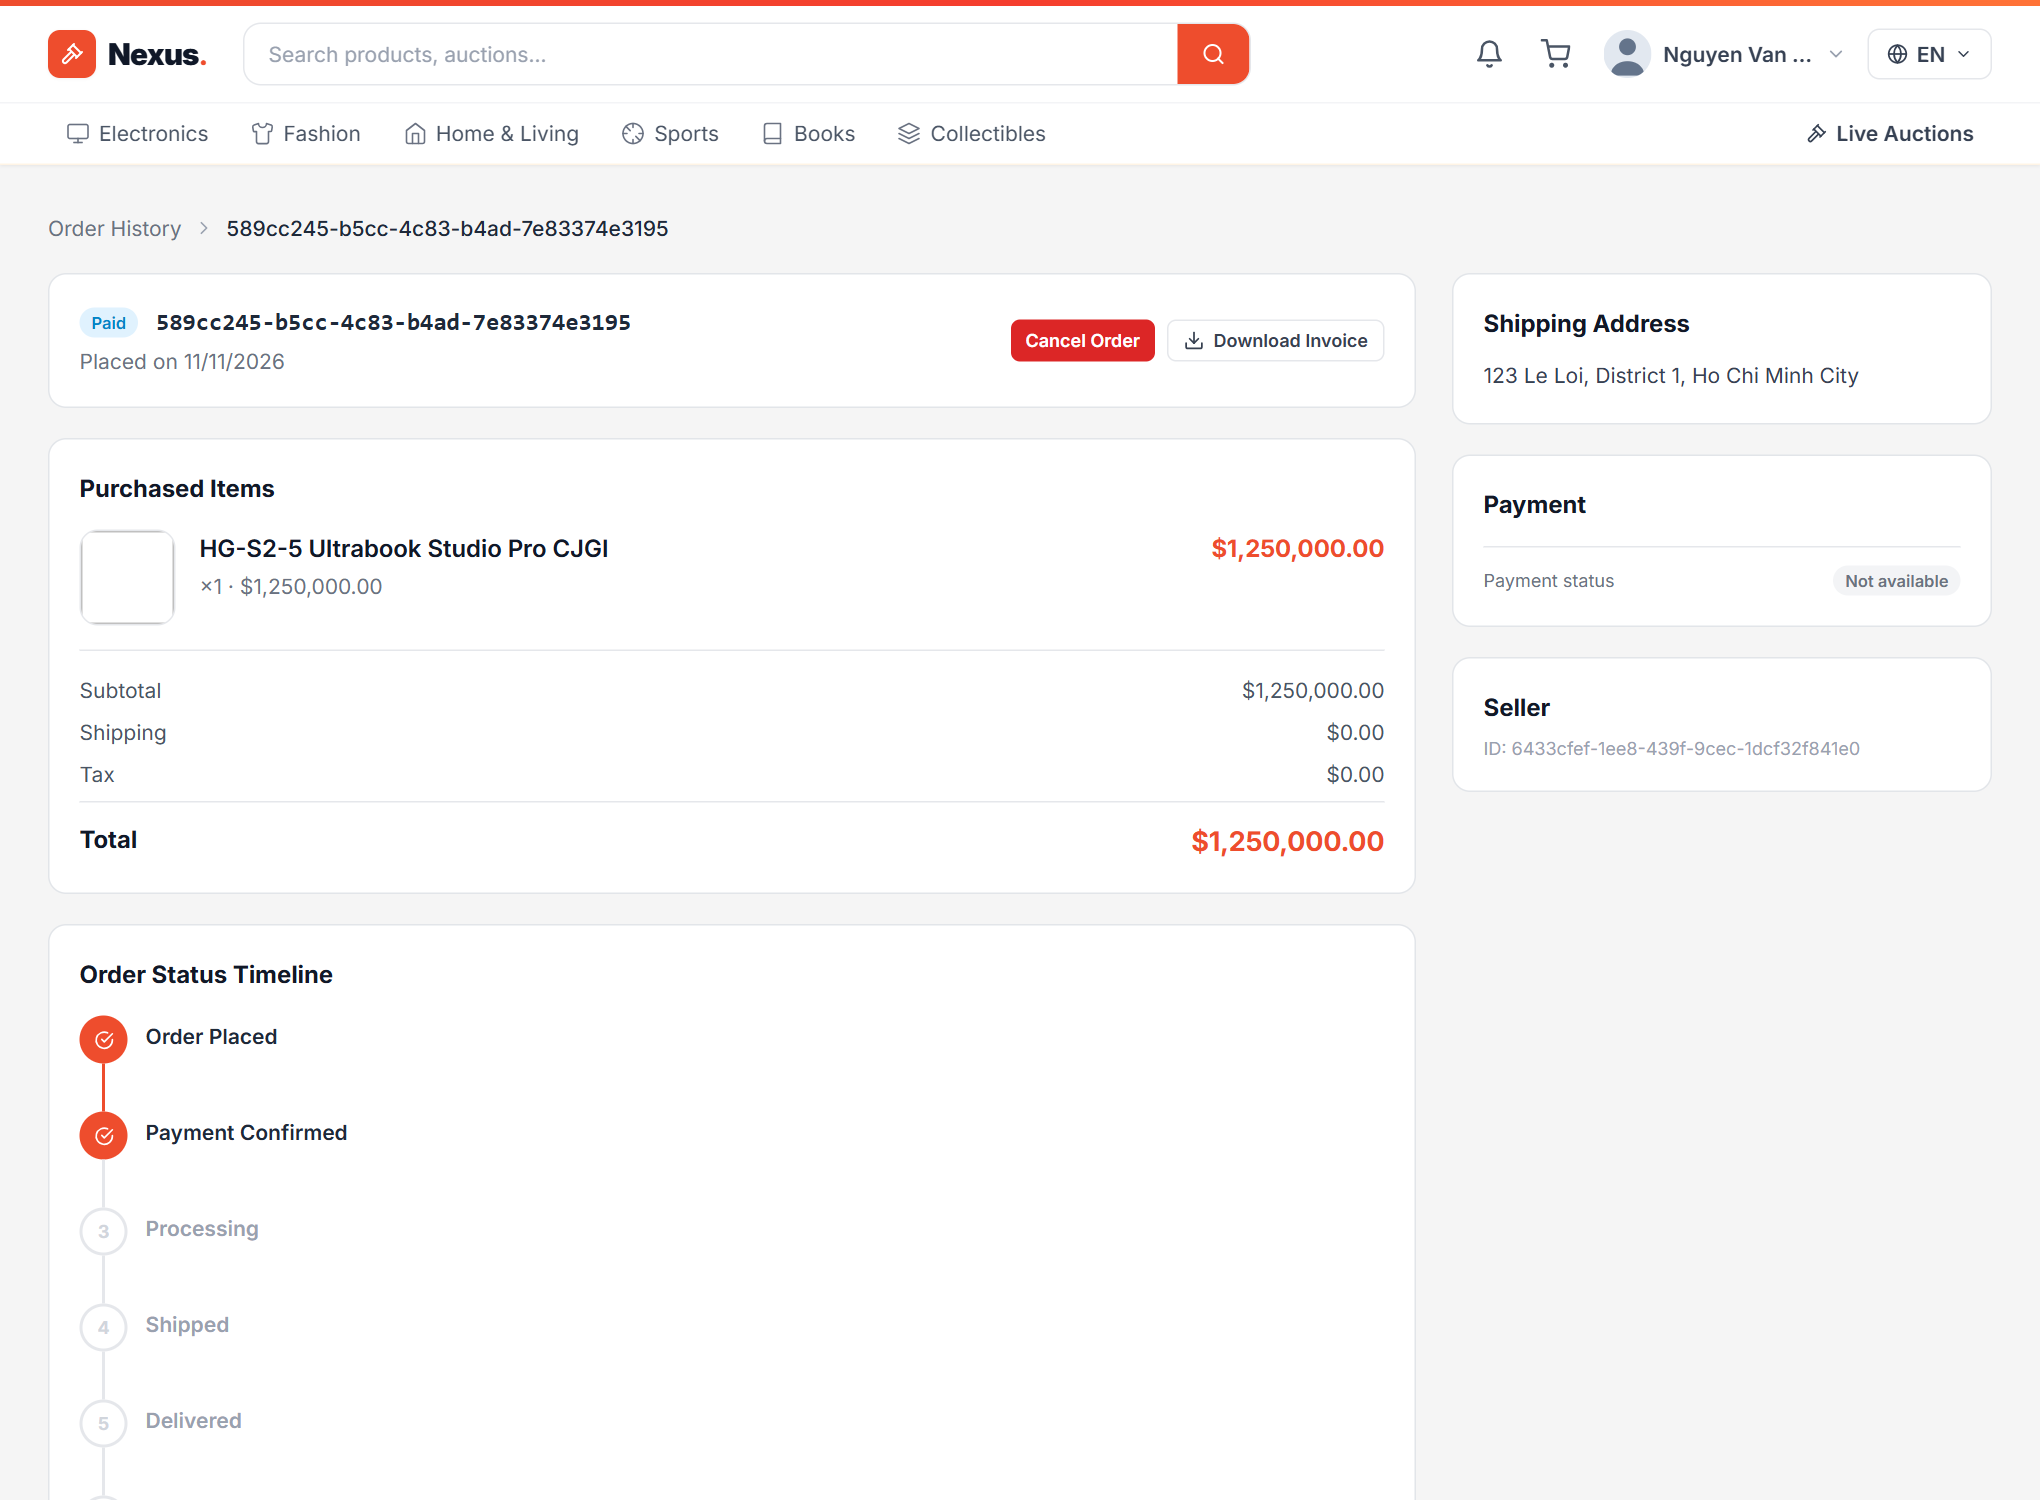 Nexus.
Search products, auctions...
Nguyen Van ...
EN
Electronics
Fashion
Home & Living
Sports
Books
Collectibles
Live Auctions
Order History
589cc245-b5cc-4c83-b4ad-7e83374e3195
Paid
589cc245-b5cc-4c83-b4ad-7e83374e3195
Placed on 11/11/2026
Cancel Order
Download Invoice
Purchased Items
HG-S2-5 Ultrabook Studio Pro CJGI
$1,250,000.00
×1 · $1,250,000.00
Subtotal
$1,250,000.00
Shipping
$0.00
Tax
$0.00
Total
$1,250,000.00
Order Status Timeline
Order Placed
Payment Confirmed
3
Processing
4
Shipped
5
Delivered
Shipping Address
123 Le Loi, District 1, Ho Chi Minh City
Payment
Payment status
Not available
Seller
ID: 6433cfef-1ee8-439f-9cec-1dcf32f841e0